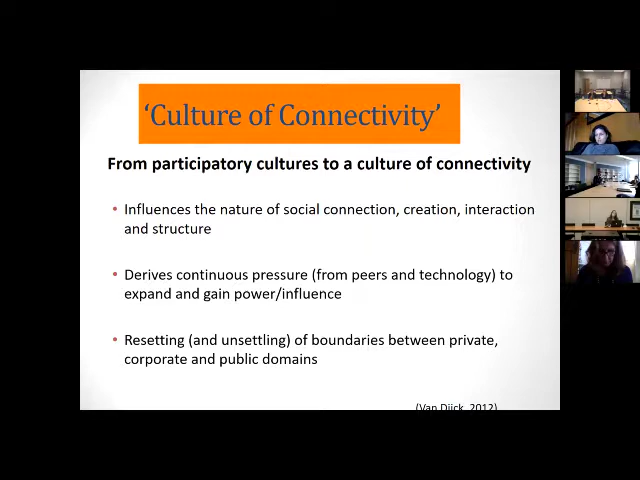 ‘Culture of Connectivity’
From participatory cultures to a culture of connectivity
• Influences the nature of social connection, creation, interaction
and structure
• Derives continuous pressure (from peers and technology) to
expand and gain power/influence
• Resetting (and unsettling) of boundaries between private,
corporate and public domains
(Van Dijck, 2012)